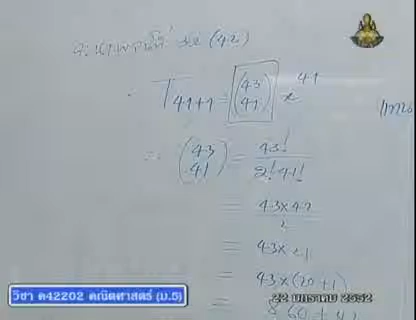 (42)
T₄₁₊₁ = (43 41) x⁴¹
∴ (43 41) = 43! / 2! 41!
= 43×42 / 2
= 43×21
= 43×(20+1)
วิชา ค42202 คณิตศาสตร์ (ม.5)
22 มกราคม 2552